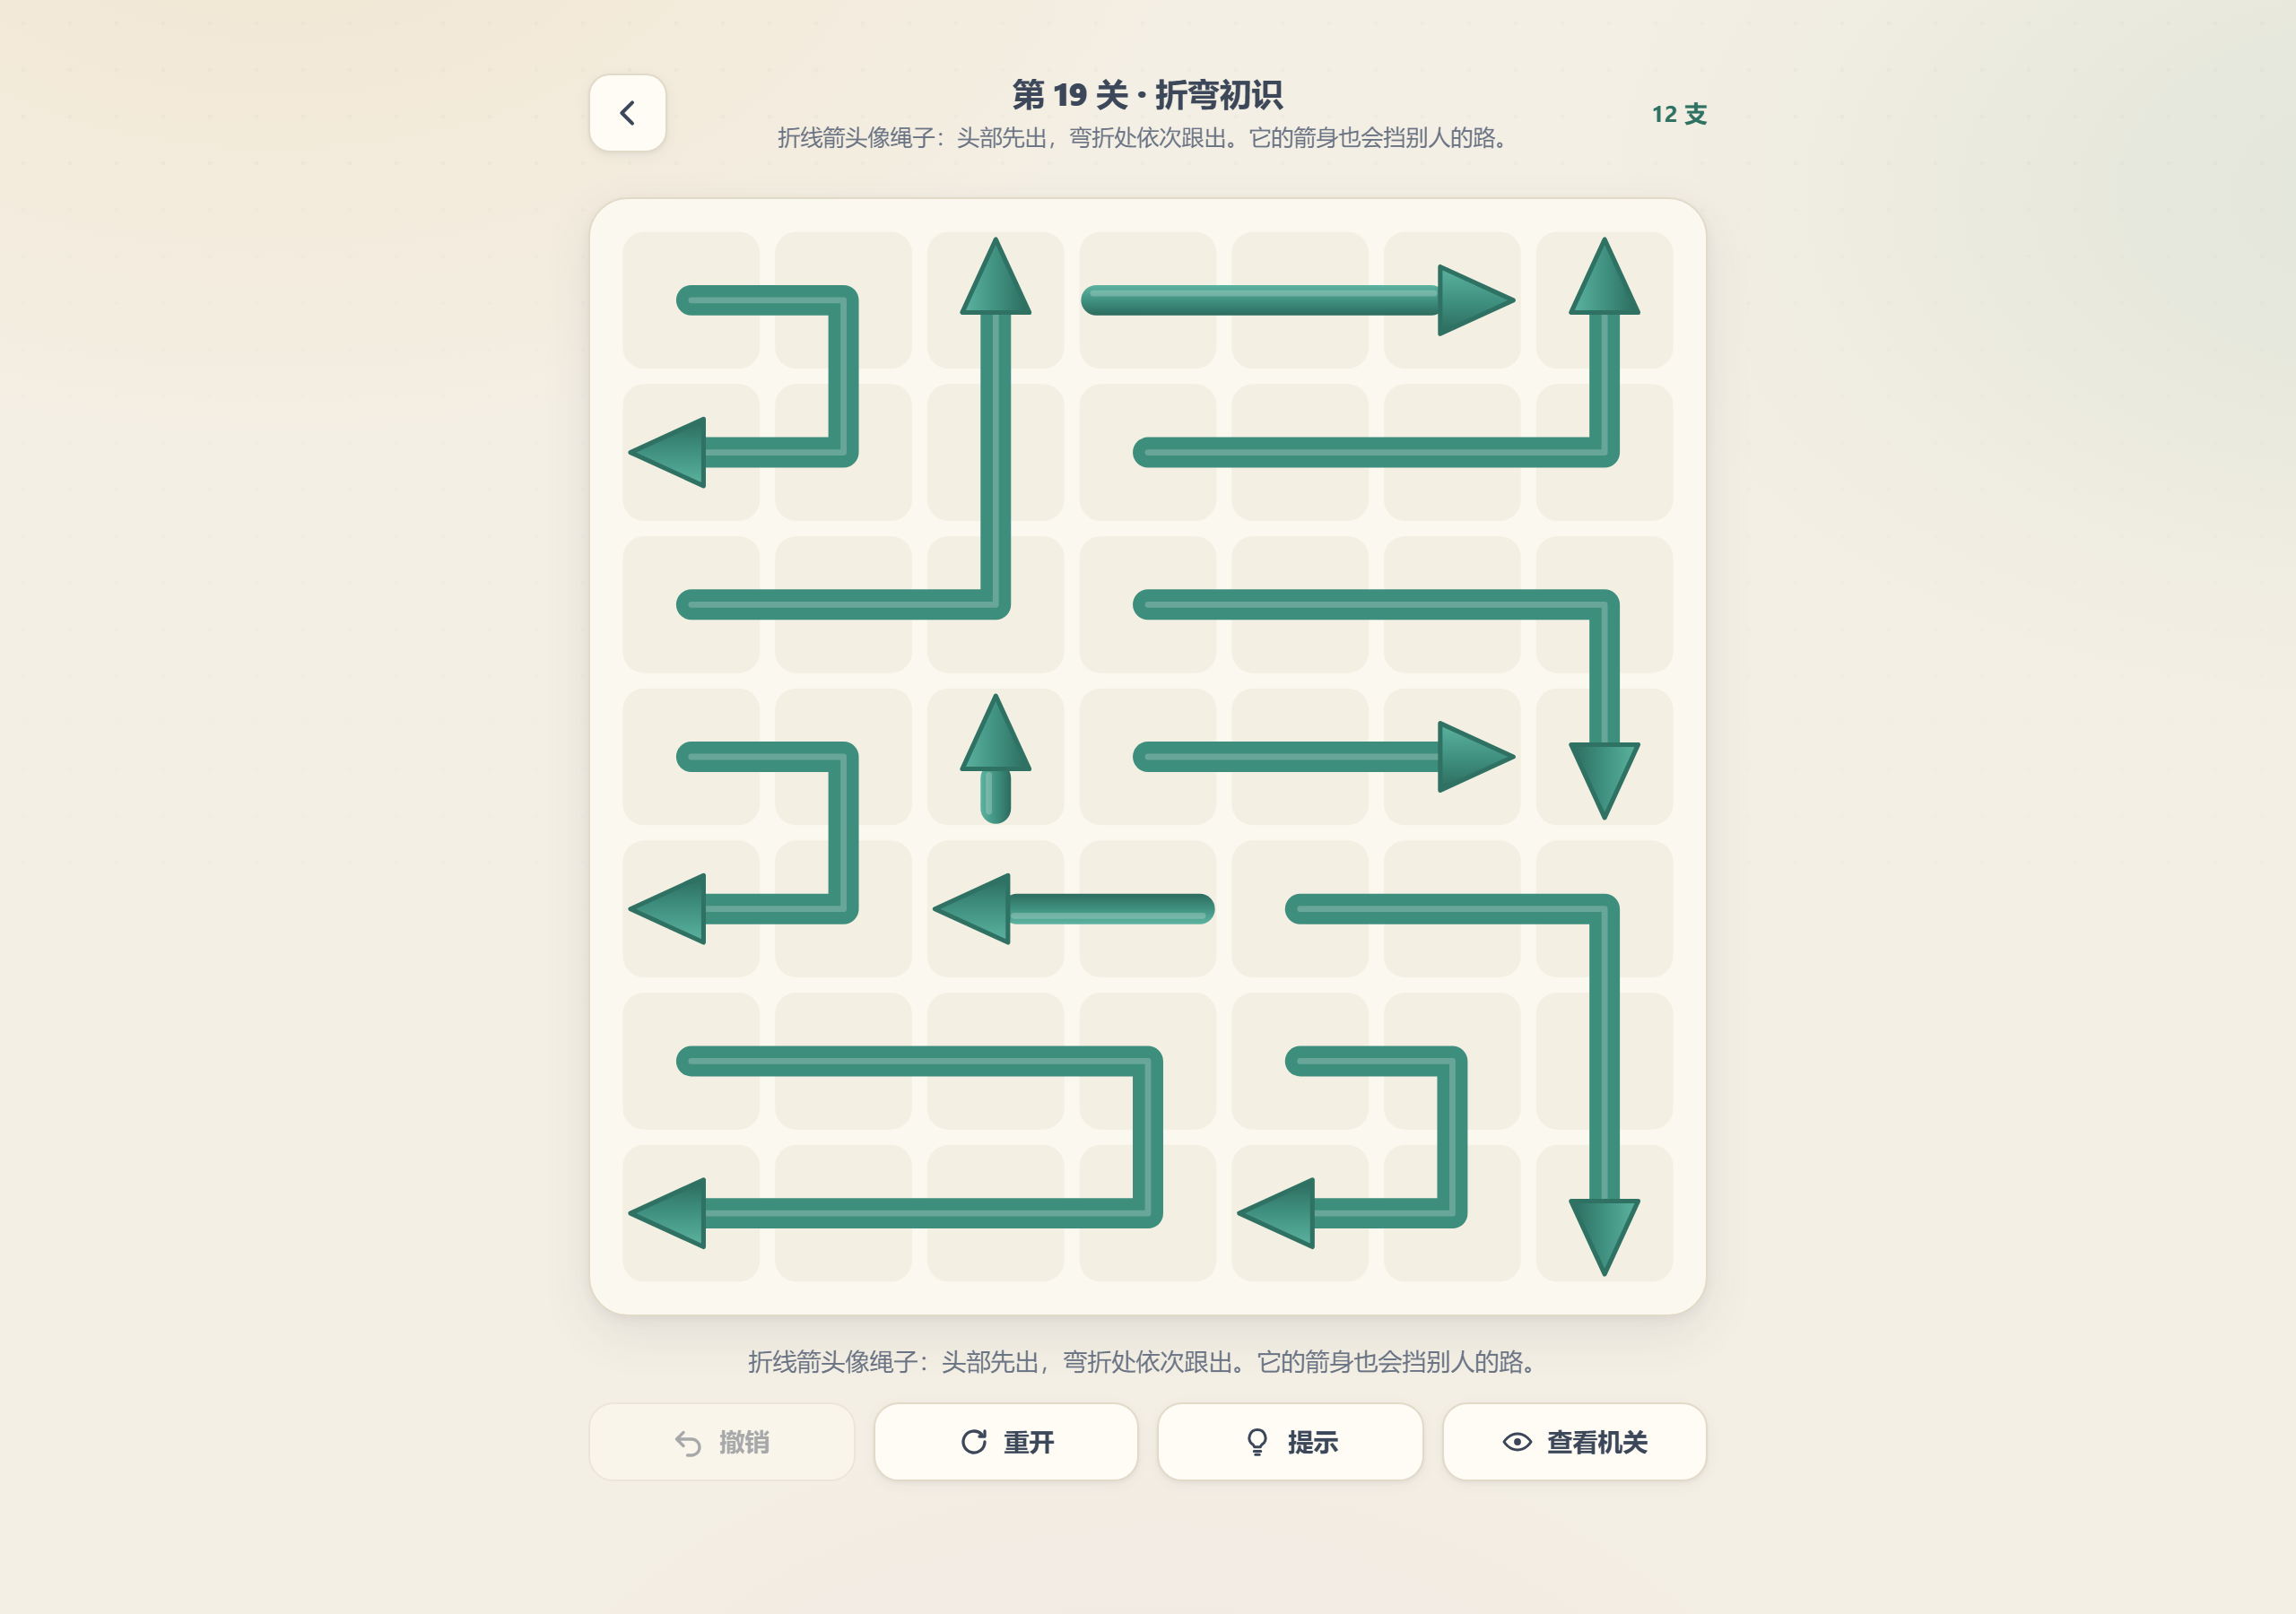 第 19 关 · 折弯初识
折线箭头像绳子：头部先出，弯折处依次跟出。它的箭身也会挡别人的路。
12 支
折线箭头像绳子：头部先出，弯折处依次跟出。它的箭身也会挡别人的路。
撤销
重开
提示
查看机关